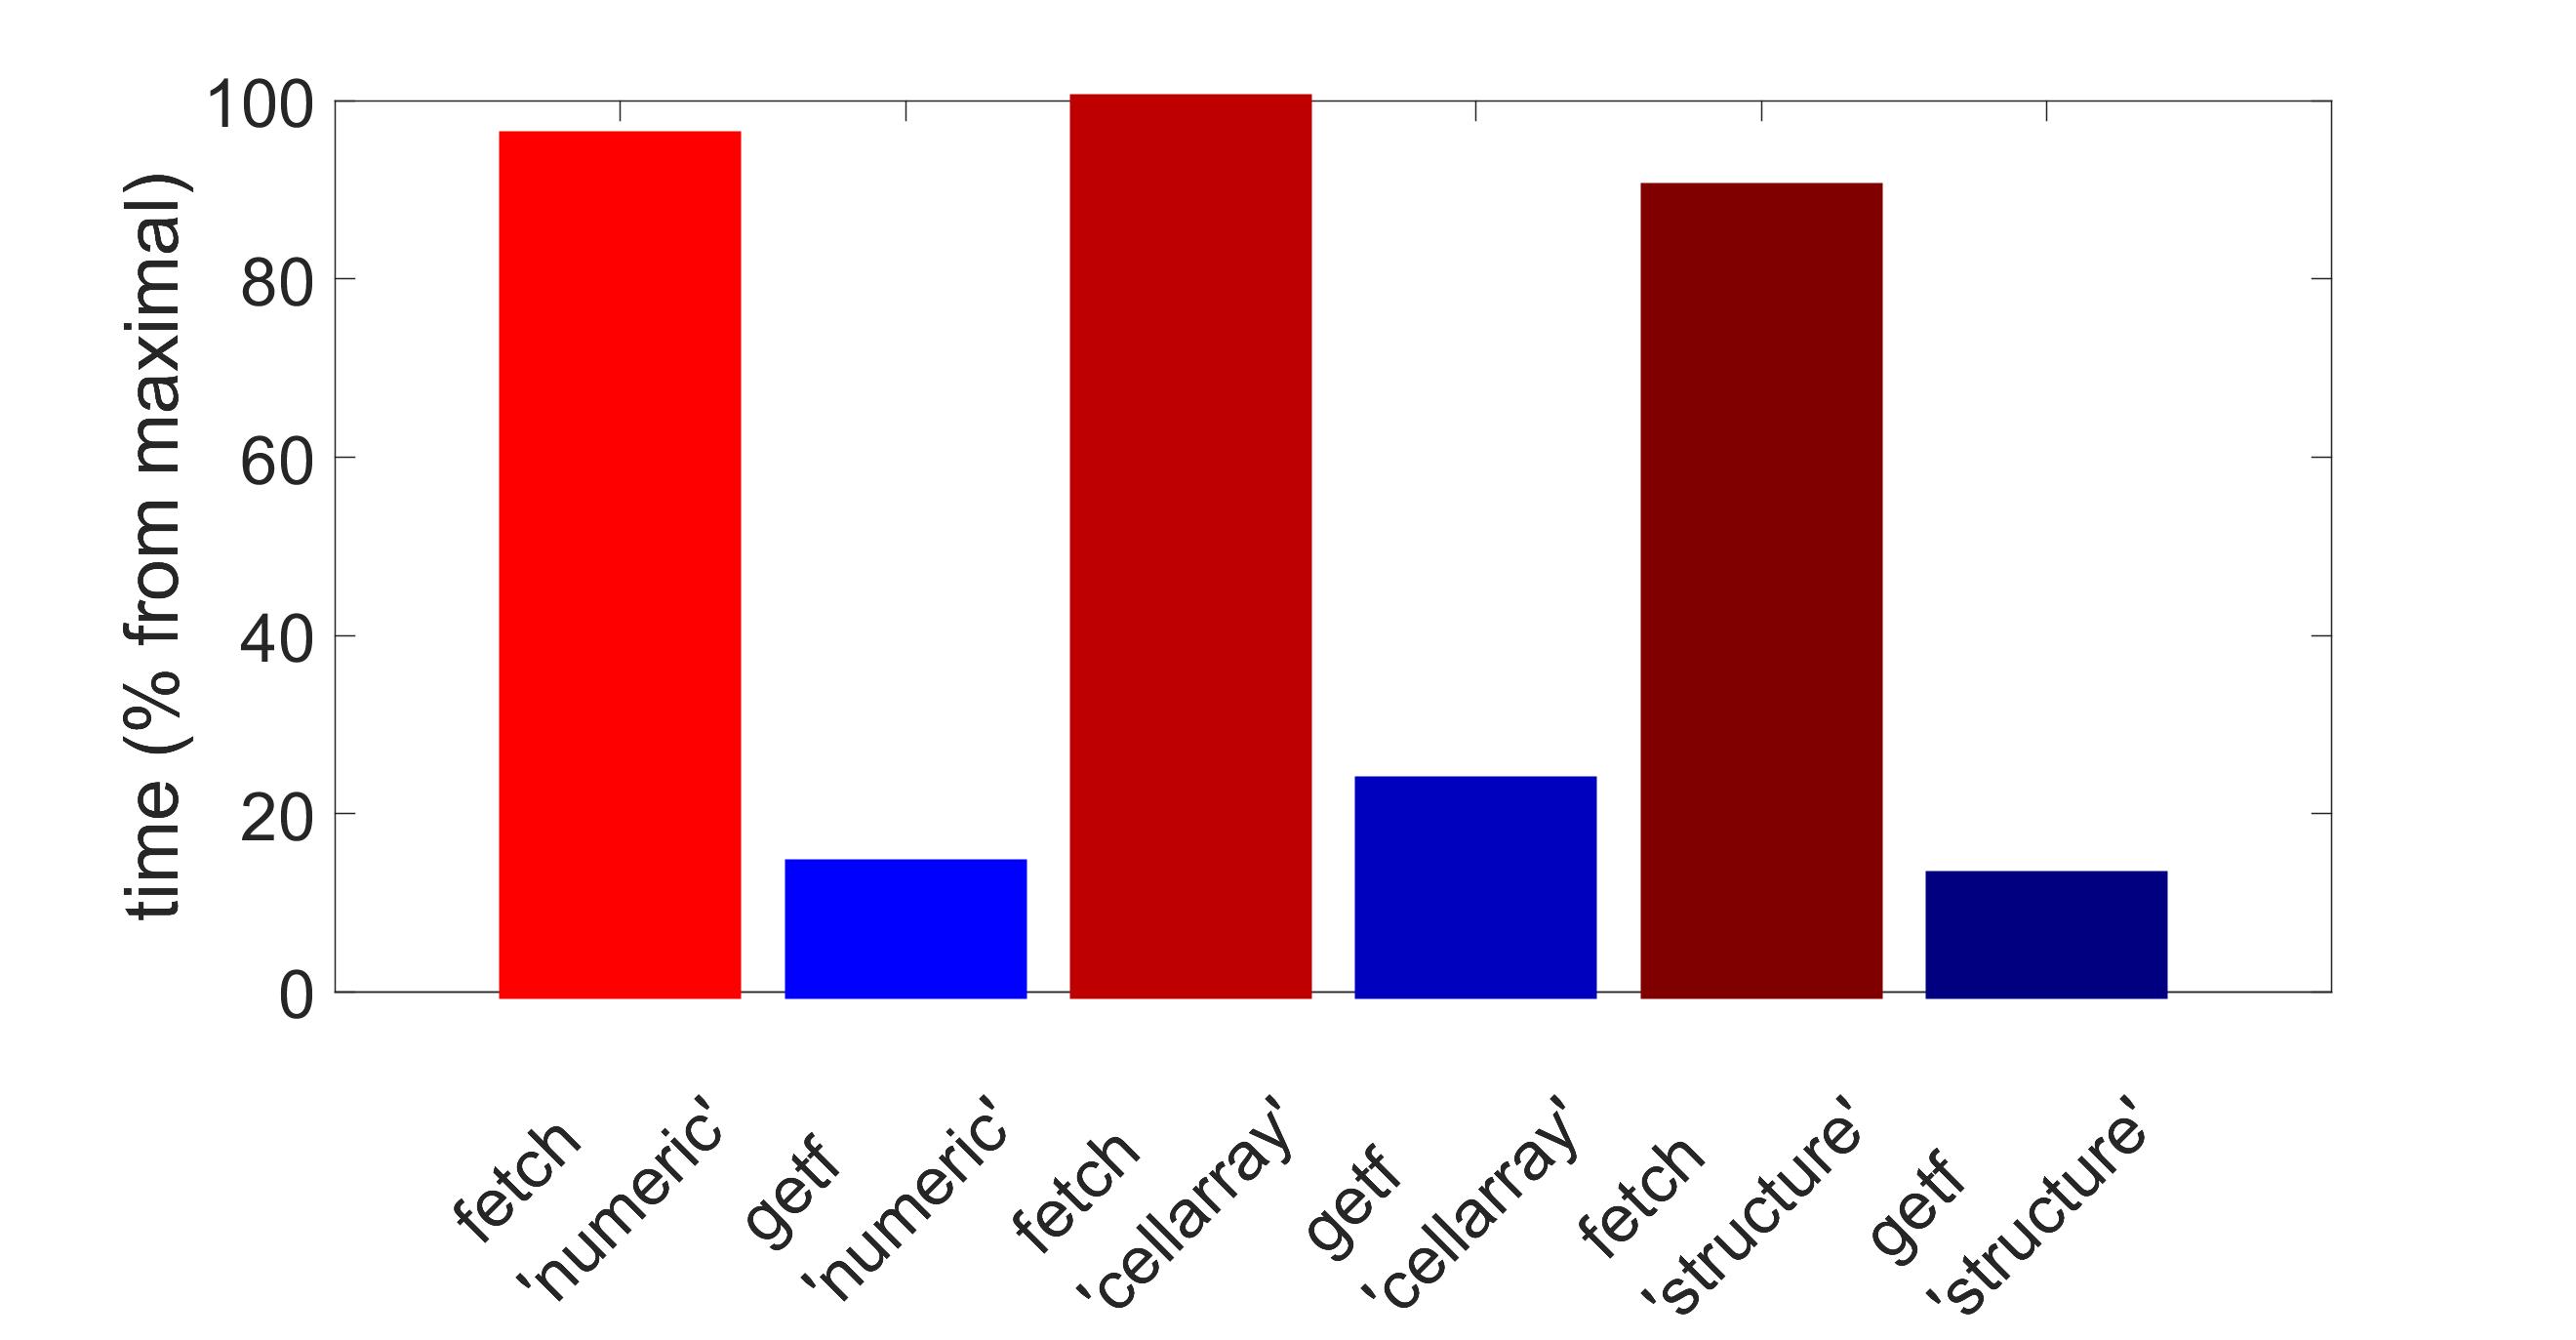 time (% from maximal)
100
80
60
40
20
0
fetch
'numeric'
getf
'numeric'
fetch
'cellarray'
getf
'cellarray'
fetch
'structure'
getf
'structure'